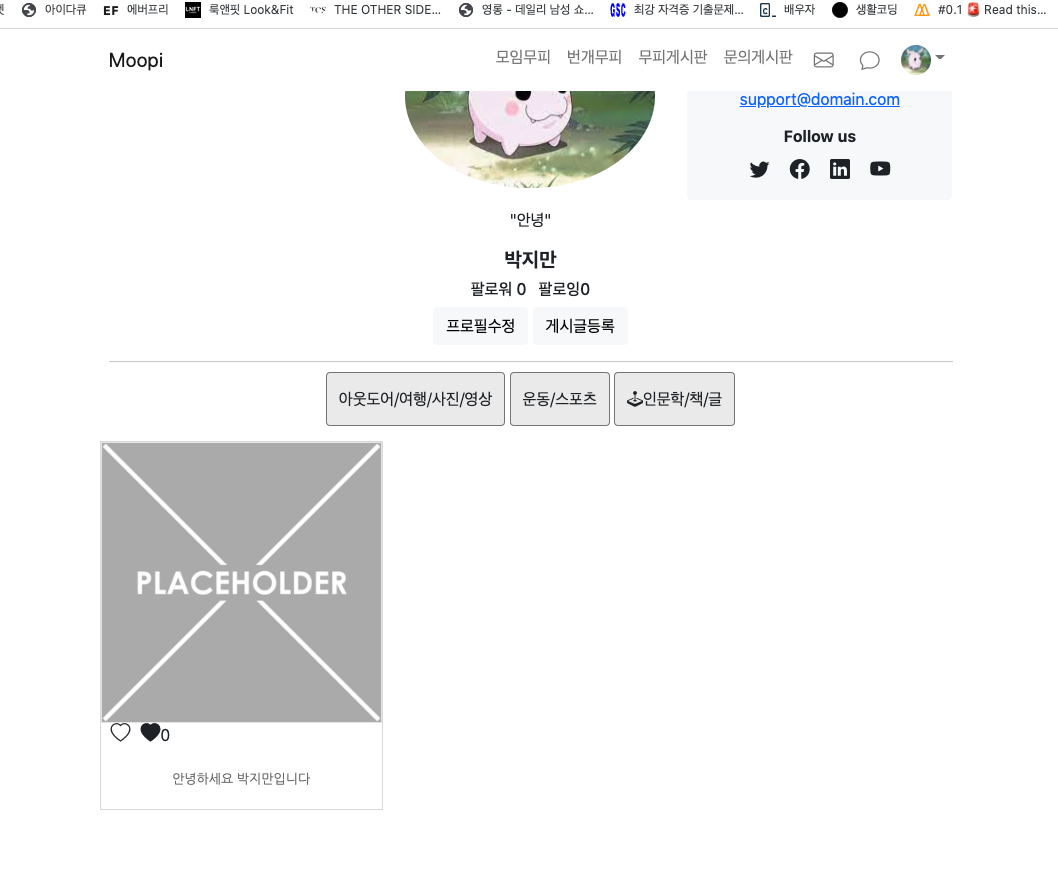 아이다큐 EF 에버프리 LNFT 룩앤핏 Look&Fit TCS THE OTHER SIDE... 영롱 - 데일리 남성 쇼... GSC 최강 자격증 기출문제... 배우자 생활코딩 #0.1 🚨 Read this...
Moopi 모임무피 번개무피 무피게시판 문의게시판
support@domain.com
Follow us
"안녕"
박지만
팔로워 0 팔로잉0
프로필수정 게시글등록
아웃도어/여행/사진/영상 운동/스포츠 인문학/책/글
PLACEHOLDER
0
안녕하세요 박지만입니다